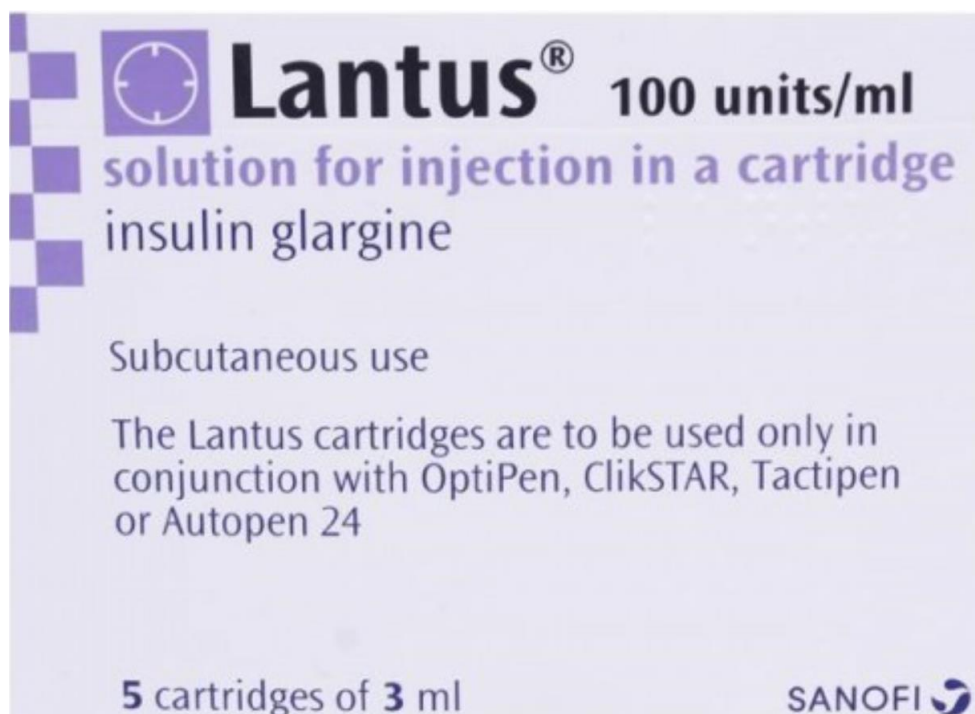 Lantus® 100 units/ml
solution for injection in a cartridge
insulin glargine
Subcutaneous use
The Lantus cartridges are to be used only in
conjunction with OptiPen, ClikSTAR, Tactipen
or Autopen 24
5 cartridges of 3 ml
SANOFI